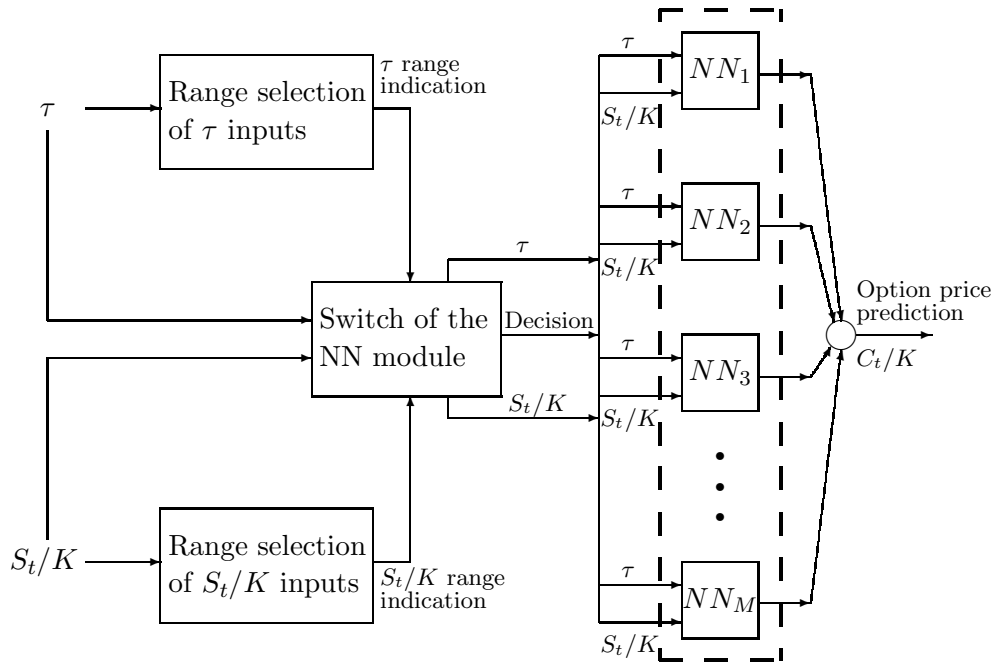 τ
Range selection
of τ inputs
τ range
indication
S_t/K
Range selection
of S_t/K inputs
S_t/K range
indication
Switch of the
NN module
τ
Decision
S_t/K
τ
S_t/K
NN_1
τ
S_t/K
NN_2
τ
S_t/K
NN_3
τ
S_t/K
NN_M
Option price
prediction
C_t/K